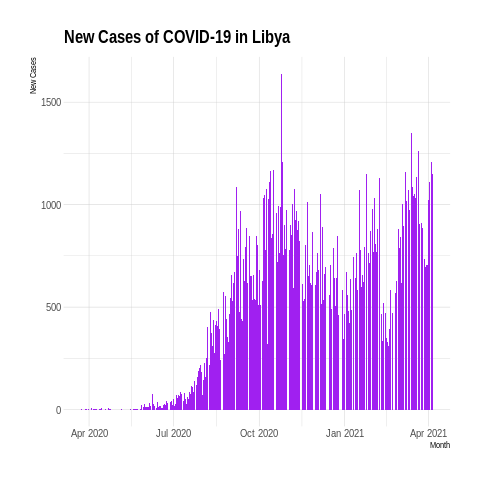 New Cases of COVID-19 in Libya
New Cases
1500
1000
500
0
Apr 2020 Jul 2020 Oct 2020 Jan 2021 Apr 2021
Month